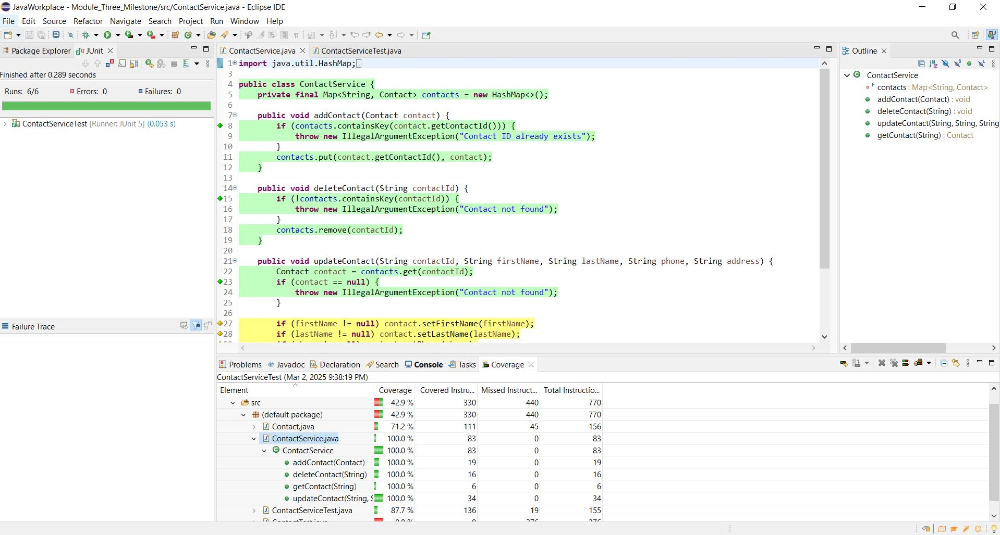 JavaWorkplace - Module_Three_Milestone/src/ContactService.java - Eclipse IDE
File Edit Source Refactor Navigate Search Project Run Window Help
Package Explorer JUnit
Finished after 0.289 seconds
Runs: 6/6 Errors: 0 Failures: 0
ContactServiceTest [Runner: JUnit 5] (0.053 s)
Failure Trace
ContactService.java ContactServiceTest.java
1 import java.util.HashMap;
3
4 public class ContactService {
5 private final Map<String, Contact> contacts = new HashMap<>();
6
7 public void addContact(Contact contact) {
8 if (contacts.containsKey(contact.getContactId())) {
9 throw new IllegalArgumentException("Contact ID already exists");
10 }
11 contacts.put(contact.getContactId(), contact);
12 }
13
14 public void deleteContact(String contactId) {
15 if (!contacts.containsKey(contactId)) {
16 throw new IllegalArgumentException("Contact not found");
17 }
18 contacts.remove(contactId);
19 }
20
21 public void updateContact(String contactId, String firstName, String lastName, String phone, String address) {
22 Contact contact = contacts.get(contactId);
23 if (contact == null) {
24 throw new IllegalArgumentException("Contact not found");
25 }
26
27 if (firstName != null) contact.setFirstName(firstName);
28 if (lastName != null) contact.setLastName(lastName);
Outline
ContactService
contacts : Map<String, Contact>
addContact(Contact) : void
deleteContact(String) : void
updateContact(String, String, String
getContact(String) : Contact
Problems @ Javadoc Declaration Search Console Tasks Coverage
ContactServiceTest (Mar 2, 2025 9:38:19 PM)
Element Coverage Covered Instru... Missed Instruct... Total Instructio...
src 42.9 % 330 440 770
(default package) 42.9 % 330 440 770
Contact.java 71.2 % 111 45 156
ContactService.java 100.0 % 83 0 83
ContactService 100.0 % 83 0 83
addContact(Contact) 100.0 % 19 0 19
deleteContact(String) 100.0 % 16 0 16
getContact(String) 100.0 % 6 0 6
updateContact(String, S 100.0 % 34 0 34
ContactServiceTest.java 87.7 % 136 19 155